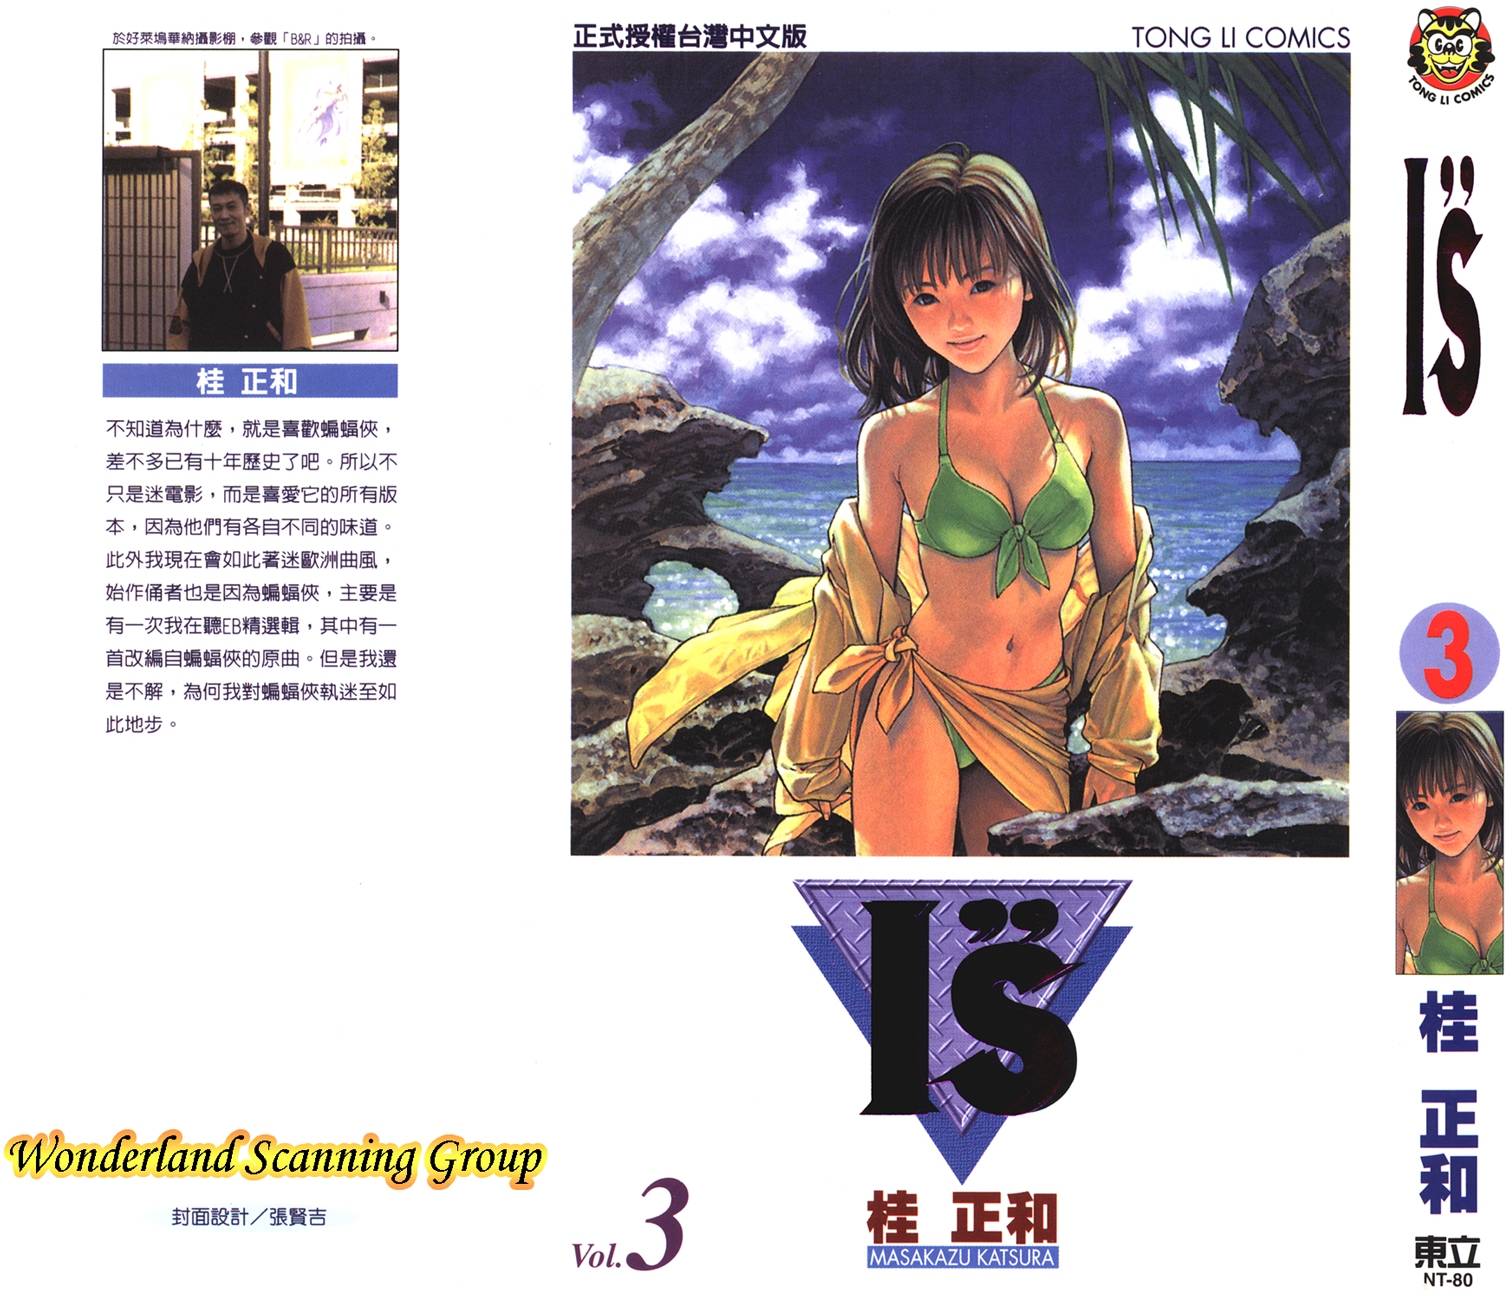 於好萊塢華納攝影棚，參觀「B&R」的拍攝。
桂 正和
不知道為什麼，就是喜歡蝙蝠俠，
差不多已有十年歷史了吧。所以不
只是迷電影，而是喜愛它的所有版
本，因為他們有各自不同的味道。
此外我現在會如此著迷歐洲曲風，
始作俑者也是因為蝙蝠俠，主要是
有一次我在聽EB精選輯，其中有一
首改編自蝙蝠俠的原曲。但是我還
是不解，為何我對蝙蝠俠執迷至如
此地步。
Wonderland Scanning Group
封面設計／張賢吉
正式授權台灣中文版
TONG LI COMICS
I"s
Vol.3
桂 正和
MASAKAZU KATSURA
TONG LI COMICS
I"s
3
桂 正和
東立
NT-80